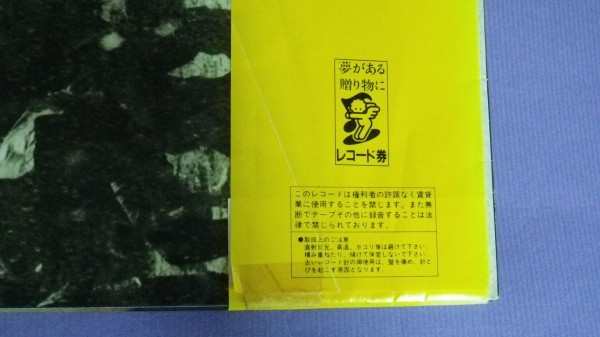 夢がある
贈り物に
レコード券
このレコードは権利者の許諾なく賃貸
業に使用することを禁じます。また無
断でテープその他に録音することは法
律で禁じられております。
●取扱上のご注意
直射日光、高温、ホコリ等は避けて下さい。
積み重ねたり、傾けて保管しないで下さい。
古いレコード針の御使用は、盤を傷め、針と
びを起こす原因となります。